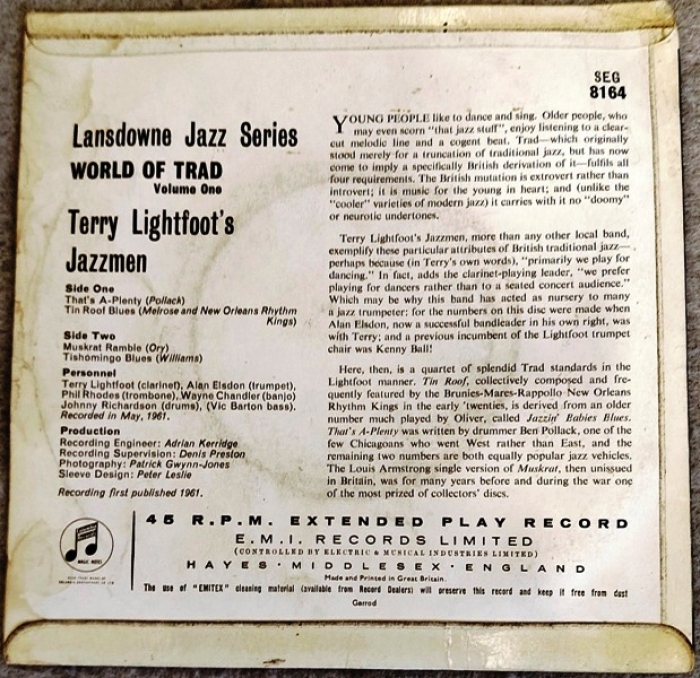 SEG
8164
Lansdowne Jazz Series
WORLD OF TRAD
Volume One
Terry Lightfoot's
Jazzmen
Side One
That's A-Plenty (Pollack)
Tin Roof Blues (Melrose and New Orleans Rhythm
Kings)
Side Two
Muskrat Ramble (Ory)
Tishomingo Blues (Williams)
Personnel
Terry Lightfoot (clarinet), Alan Elsdon (trumpet),
Phil Rhodes (trombone), Wayne Chandler (banjo)
Johnny Richardson (drums), (Vic Barton bass).
Recorded in May, 1961.
Production
Recording Engineer: Adrian Kerridge
Recording Supervision: Denis Preston
Photography: Patrick Gwynn-Jones
Sleeve Design: Peter Leslie
Recording first published 1961.
YOUNG PEOPLE like to dance and sing. Older people, who
may even scorn "that jazz stuff", enjoy listening to a clear-
cut melodic line and a cogent beat. Trad—which originally
stood merely for a truncation of traditional jazz, but has now
come to imply a specifically British derivation of it—fulfils all
four requirements. The British mutation is extrovert rather than
introvert; it is music for the young in heart; and (unlike the
"cooler" varieties of modern jazz) it carries with it no "doomy"
or neurotic undertones.
Terry Lightfoot's Jazzmen, more than any other local band,
exemplify these particular attributes of British traditional jazz—
perhaps because (in Terry's own words), "primarily we play for
dancing." In fact, adds the clarinet-playing leader, "we prefer
playing for dancers rather than to a seated concert audience."
Which may be why this band has acted as nursery to many
a jazz trumpeter; for the numbers on this disc were made when
Alan Elsdon, now a successful bandleader in his own right, was
with Terry; and a previous incumbent of the Lightfoot trumpet
chair was Kenny Ball!
Here, then, is a quartet of splendid Trad standards in the
Lightfoot manner. Tin Roof, collectively composed and fre-
quently featured by the Brunies-Mares-Rappollo New Orleans
Rhythm Kings in the early 'twenties, is derived from an older
number much played by Oliver, called Jazzin' Babies Blues.
That's A-Plenty was written by drummer Ben Pollack, one of the
few Chicagoans who went West rather than East, and the
remaining two numbers are both equally popular jazz vehicles.
The Louis Armstrong single version of Muskrat, then unissued
in Britain, was for many years before and during the war one
of the most prized of collectors' discs.
45 R.P.M. EXTENDED PLAY RECORD
E.M.I. RECORDS LIMITED
(CONTROLLED BY ELECTRIC & MUSICAL INDUSTRIES LIMITED)
HAYES · MIDDLESEX · ENGLAND
Made and Printed in Great Britain.
The use of "EMITEX" cleaning material (available from Record Dealers) will preserve this record and keep it free from dust
Garrod
MAGIC NOTES